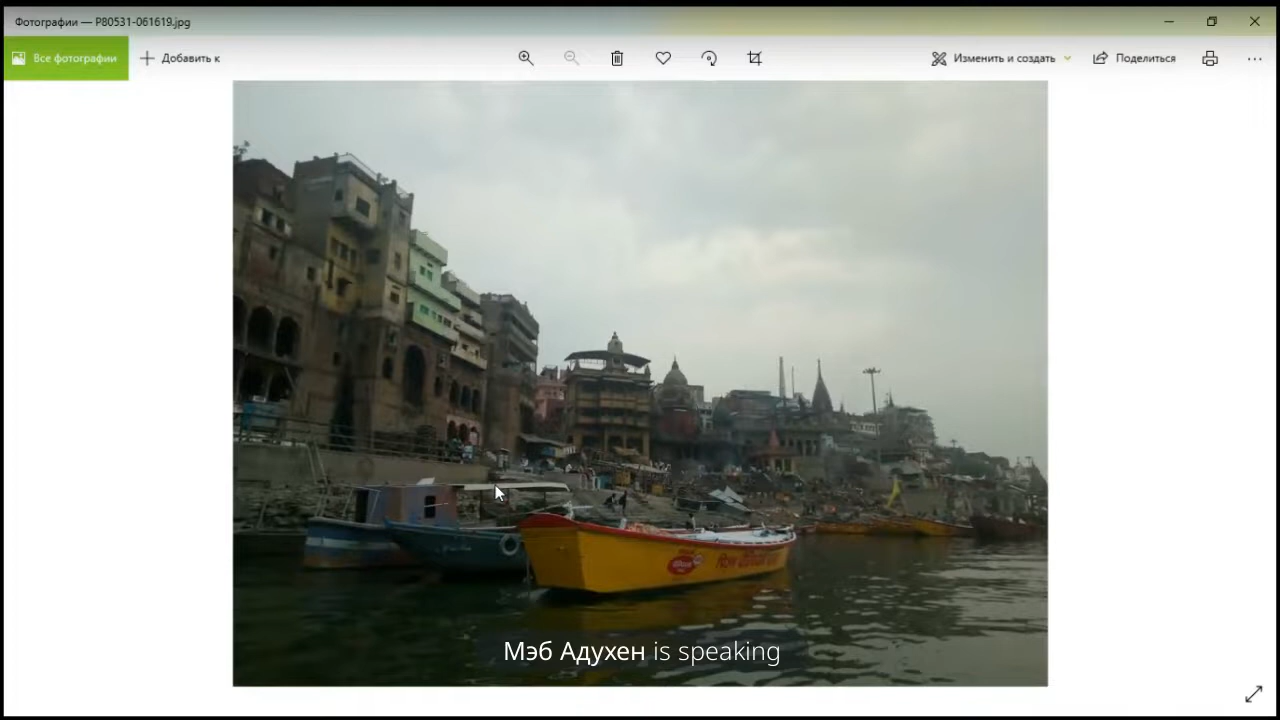 Фотографии — P80531-061619.jpg
Все фотографии
Добавить к
Изменить и создать
Поделиться
Мэб Адухен is speaking